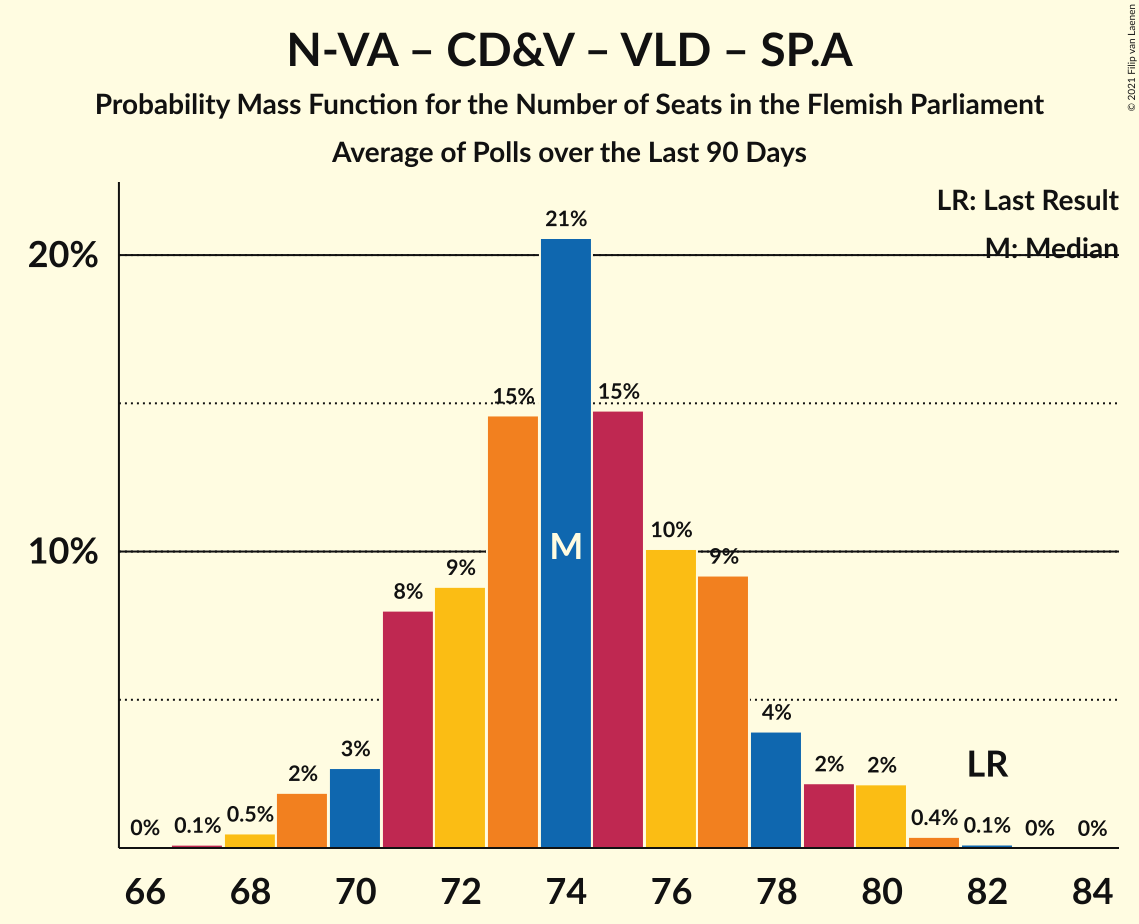 N-VA – CD&V – VLD – SP.A
Probability Mass Function for the Number of Seats in the Flemish Parliament
Average of Polls over the Last 90 Days
© 2021 Filip van Laenen
LR: Last Result
M: Median
20%
10%
0%
0.1%
0.5%
2%
3%
8%
9%
15%
21%
15%
10%
9%
4%
2%
2%
0.4%
0.1%
0%
0%
M
LR
66 68 70 72 74 76 78 80 82 84